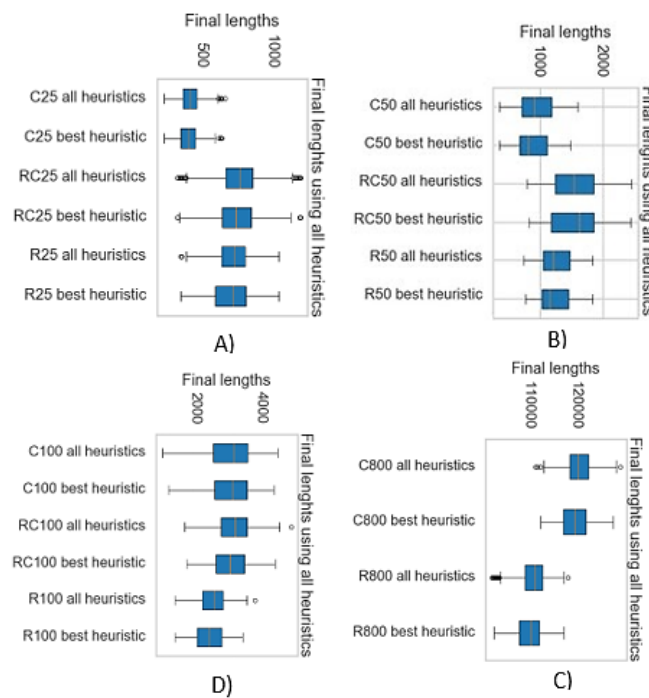 Final lengths
500 1000
C25 all heuristics
C25 best heuristic
RC25 all heuristics
RC25 best heuristic
R25 all heuristics
R25 best heuristic
Final lenghts using all heuristics
A)
Final lengths
1000 2000
C50 all heuristics
C50 best heuristic
RC50 all heuristics
RC50 best heuristic
R50 all heuristics
R50 best heuristic
Final lenghts using all heuristics
B)
Final lengths
2000 4000
C100 all heuristics
C100 best heuristic
RC100 all heuristics
RC100 best heuristic
R100 all heuristics
R100 best heuristic
Final lenghts using all heuristics
D)
Final lengths
110000 120000
C800 all heuristics
C800 best heuristic
R800 all heuristics
R800 best heuristic
Final lenghts using all heuristics
C)